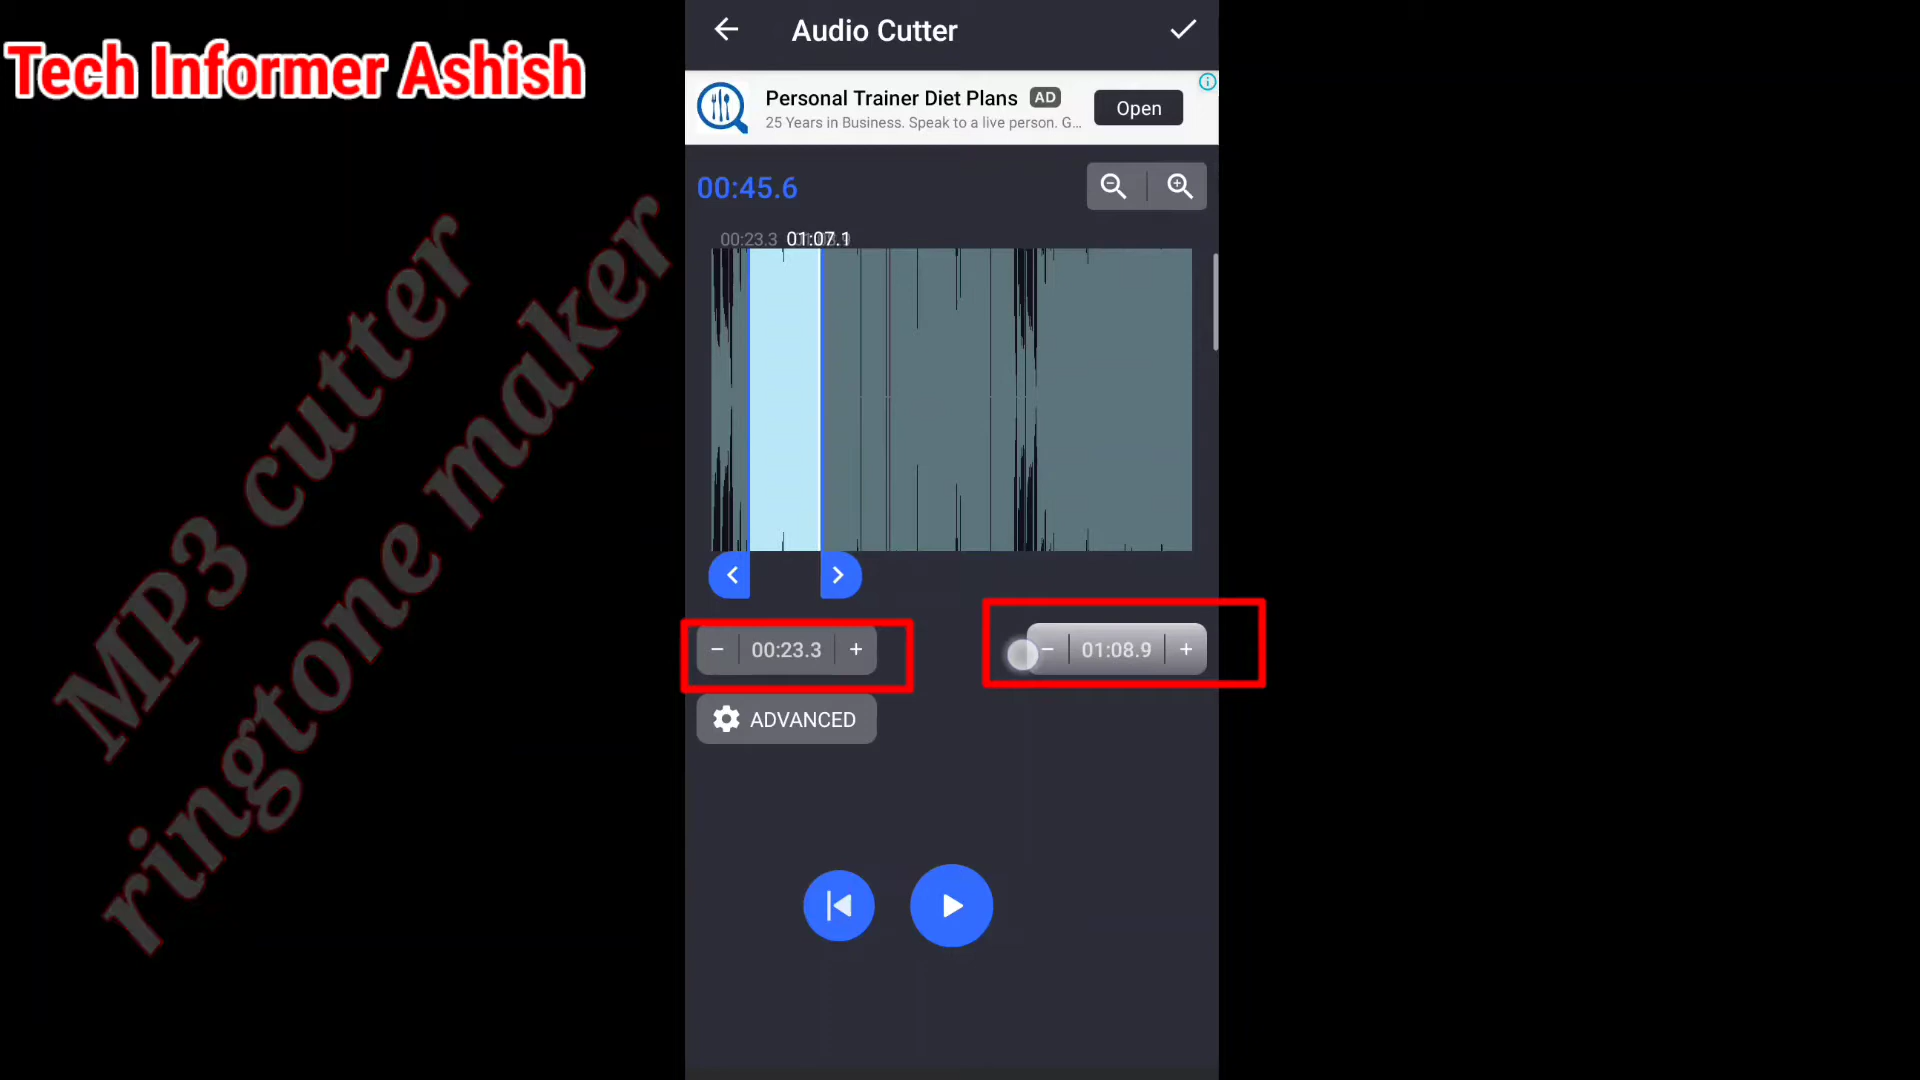 Tech Informer Ashish
MP3 cutter
ringtone maker
Audio Cutter
Personal Trainer Diet Plans AD
25 Years in Business. Speak to a live person. G...
Open
00:45.6
00:23.3 01:07.1
00:23.3
01:08.9
ADVANCED